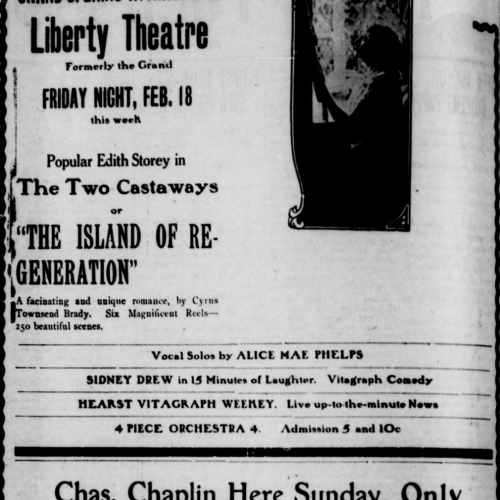 Liberty Theatre
Formerly the Grand
FRIDAY NIGHT, FEB. 18
this week
Popular Edith Storey in
The Two Castaways
or
"THE ISLAND OF RE-
GENERATION"
A facinating and unique romance, by Cyrus
Townsend Brady. Six Magnificent Reels—
250 beautiful scenes.
Vocal Solos by ALICE MAE PHELPS
SIDNEY DREW in 15 Minutes of Laughter. Vitagraph Comedy
HEARST VITAGRAPH WEEKLY. Live up-to-the-minute News
4 PIECE ORCHESTRA 4. Admission 5 and 10c
Chas. Chaplin Here Sunday Only